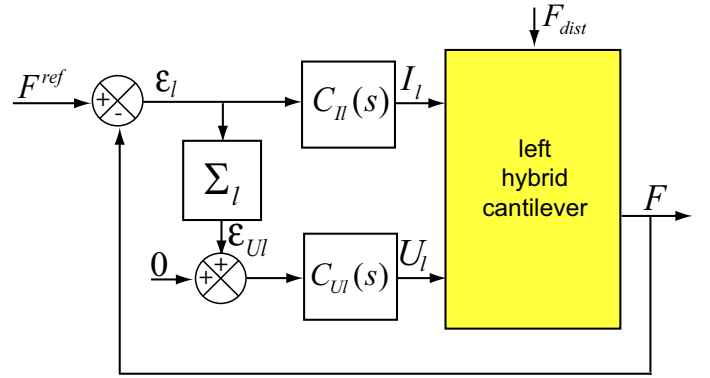 F_dist
F^ref
ε_l
+
-
C_Il(s)
I_l
left
hybrid
cantilever
Σ_l
F
ε_Ul
0
+
+
C_Ul(s)
U_l